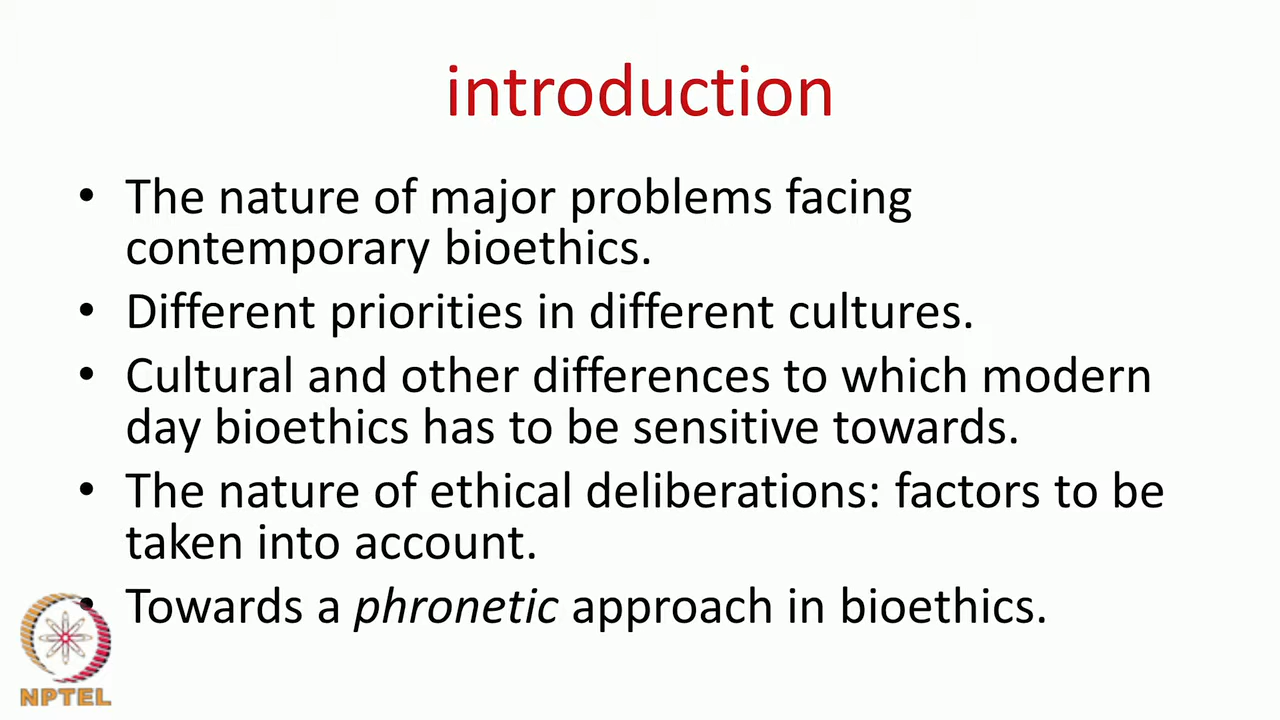 introduction
• The nature of major problems facing
contemporary bioethics.
• Different priorities in different cultures.
• Cultural and other differences to which modern
day bioethics has to be sensitive towards.
• The nature of ethical deliberations: factors to be
taken into account.
• Towards a phronetic approach in bioethics.
NPTEL